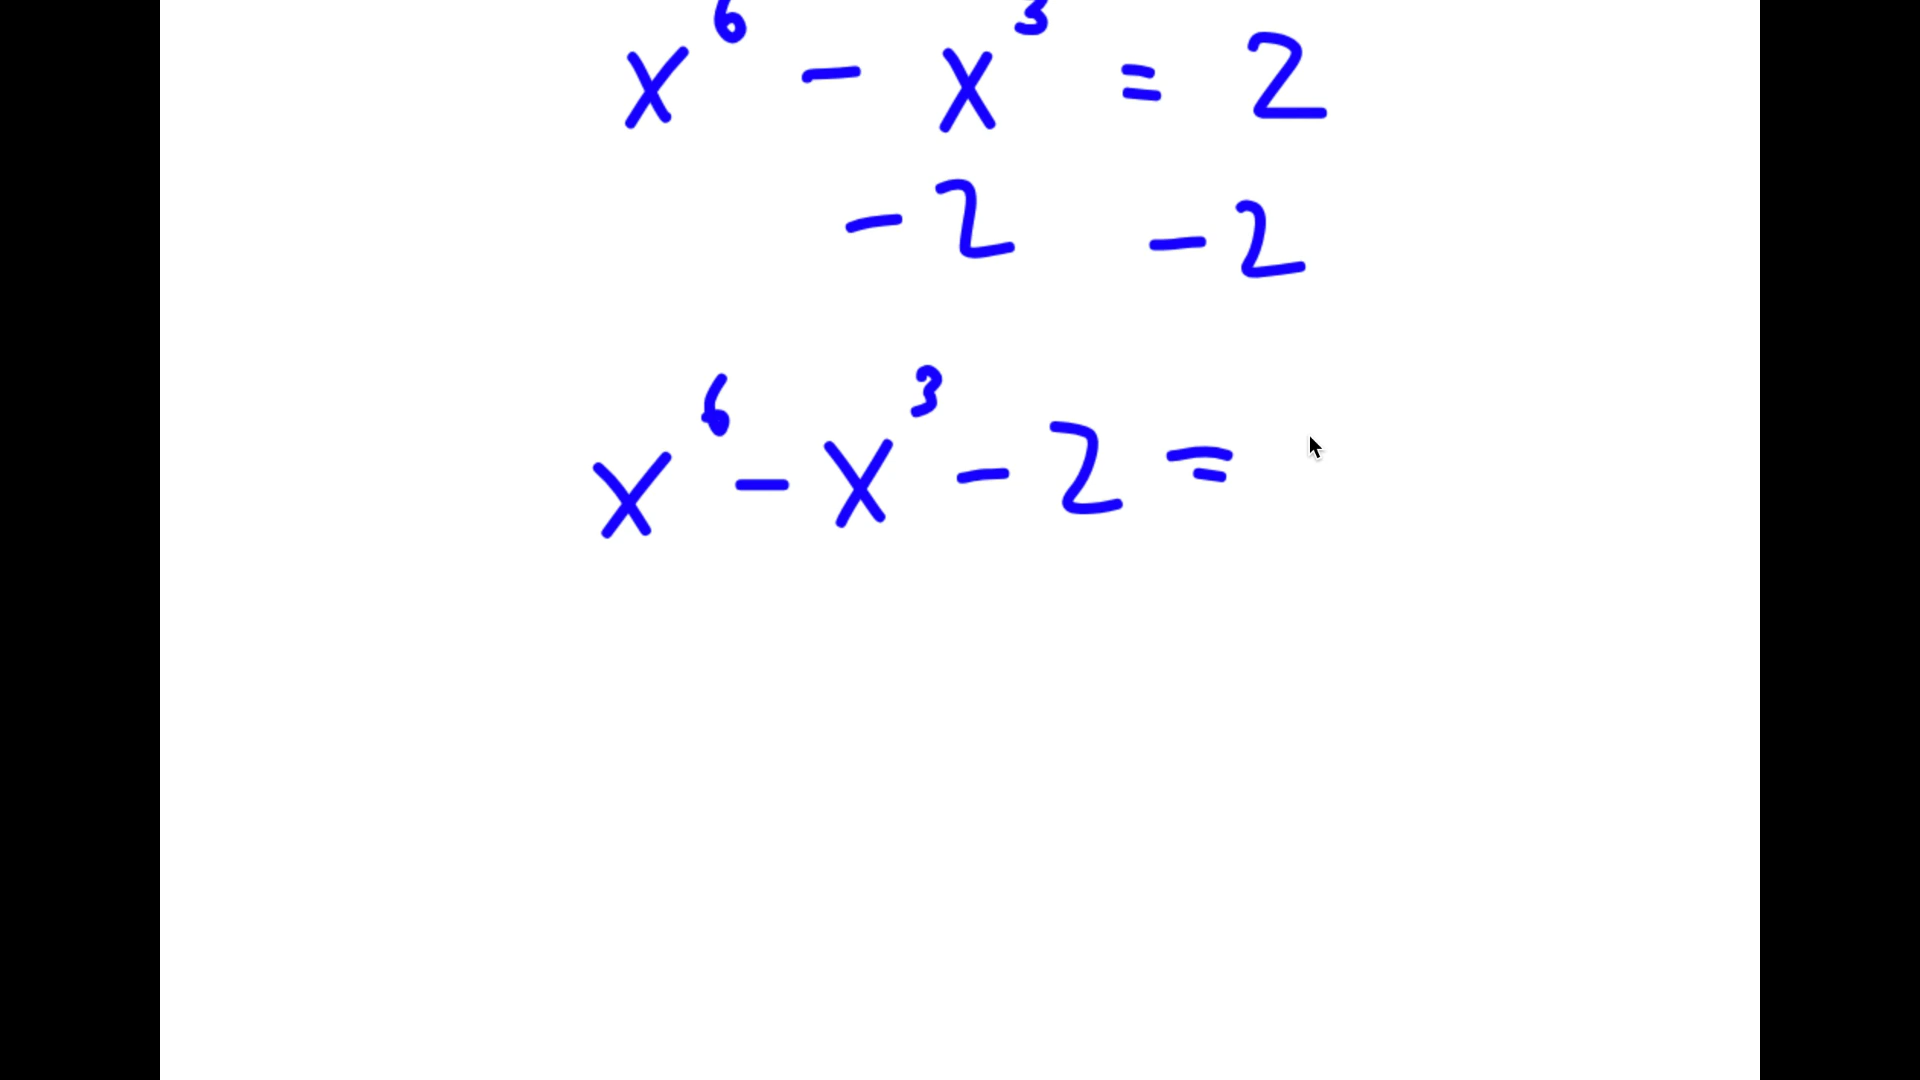 x⁶ - x³ = 2
- 2 - 2
x⁶ - x³ - 2 =